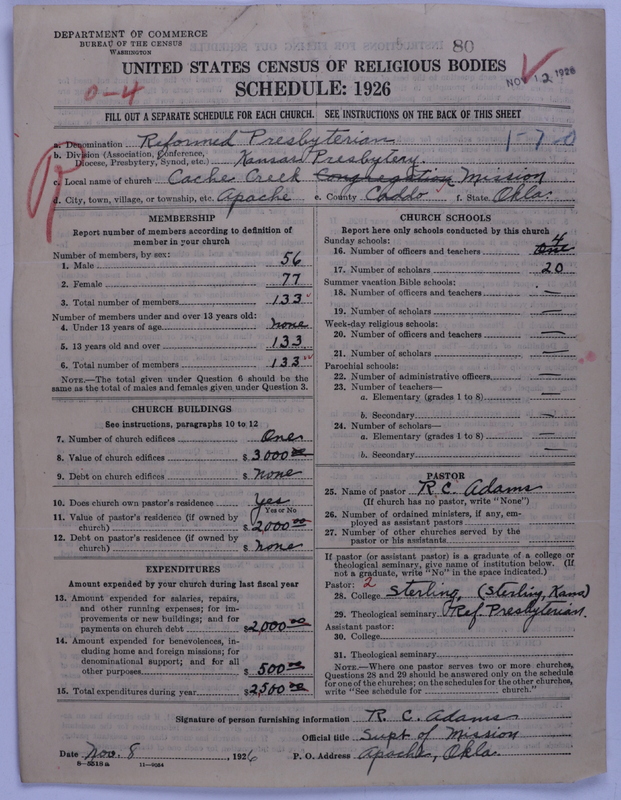 DEPARTMENT OF COMMERCE
BUREAU OF THE CENSUS
WASHINGTON
80
NOV 12 1926
UNITED STATES CENSUS OF RELIGIOUS BODIES
0-4
SCHEDULE: 1926
FILL OUT A SEPARATE SCHEDULE FOR EACH CHURCH. SEE INSTRUCTIONS ON THE BACK OF THIS SHEET
1-7-0
a. Denomination Reformed Presbyterian
b. Division (Association, Conference, Diocese, Presbytery, Synod, etc.) Kansas Presbytery.
c. Local name of church Cache Creek Congregation Mission
d. City, town, village, or township, etc. Apache e. County Caddo f. State Okla.
MEMBERSHIP
Report number of members according to definition of
member in your church
Number of members, by sex:
1. Male 56
2. Female 77
3. Total number of members 133
Number of members under and over 13 years old:
4. Under 13 years of age none
5. 13 years old and over 133
6. Total number of members 133
NOTE.—The total given under Question 6 should be the
same as the total of males and females given under Question 3.
CHURCH BUILDINGS
See instructions, paragraphs 10 to 12
7. Number of church edifices One
8. Value of church edifices $ 3000 00
9. Debt on church edifices $ None
10. Does church own pastor's residence Yes
Yes or No
11. Value of pastor's residence (if owned by
church) $ 2,000 00
12. Debt on pastor's residence (if owned by
church) $ None
EXPENDITURES
Amount expended by your church during last fiscal year
13. Amount expended for salaries, repairs,
and other running expenses; for im-
provements or new buildings; and for
payments on church debt $ 2,000 00
14. Amount expended for benevolences, in-
cluding home and foreign missions; for
denominational support; and for all
other purposes $ 500 00
15. Total expenditures during year $ 2,500 00
CHURCH SCHOOLS
Report here only schools conducted by this church
Sunday schools:
16. Number of officers and teachers One 4
17. Number of scholars 20
Summer vacation Bible schools:
18. Number of officers and teachers —
19. Number of scholars —
Week-day religious schools:
20. Number of officers and teachers —
21. Number of scholars —
Parochial schools:
22. Number of administrative officers —
23. Number of teachers—
a. Elementary (grades 1 to 8) —
b. Secondary —
24. Number of scholars—
a. Elementary (grades 1 to 8) —
b. Secondary —
PASTOR
25. Name of pastor R. C. Adams
(If church has no pastor, write "None")
26. Number of ordained ministers, if any, em-
ployed as assistant pastors
27. Number of other churches served by the
pastor or his assistants
If pastor (or assistant pastor) is a graduate of a college or
theological seminary, give name of institution below. (If
not a graduate, write "No" in the space indicated.)
Pastor: 2
28. College Sterling, (Sterling, Kans)
29. Theological seminary Ref. Presbyterian.
Assistant pastor:
30. College
31. Theological seminary
NOTE.—Where one pastor serves two or more churches,
Questions 28 and 29 should be answered only on the schedule
for one of the churches; on the schedules for the other churches,
write "See schedule for church."
Signature of person furnishing information R. C. Adams
Official title Supt of Mission
Date Nov. 8, 1926 P. O. Address Apache, Okla.
8-5518a 11-9034